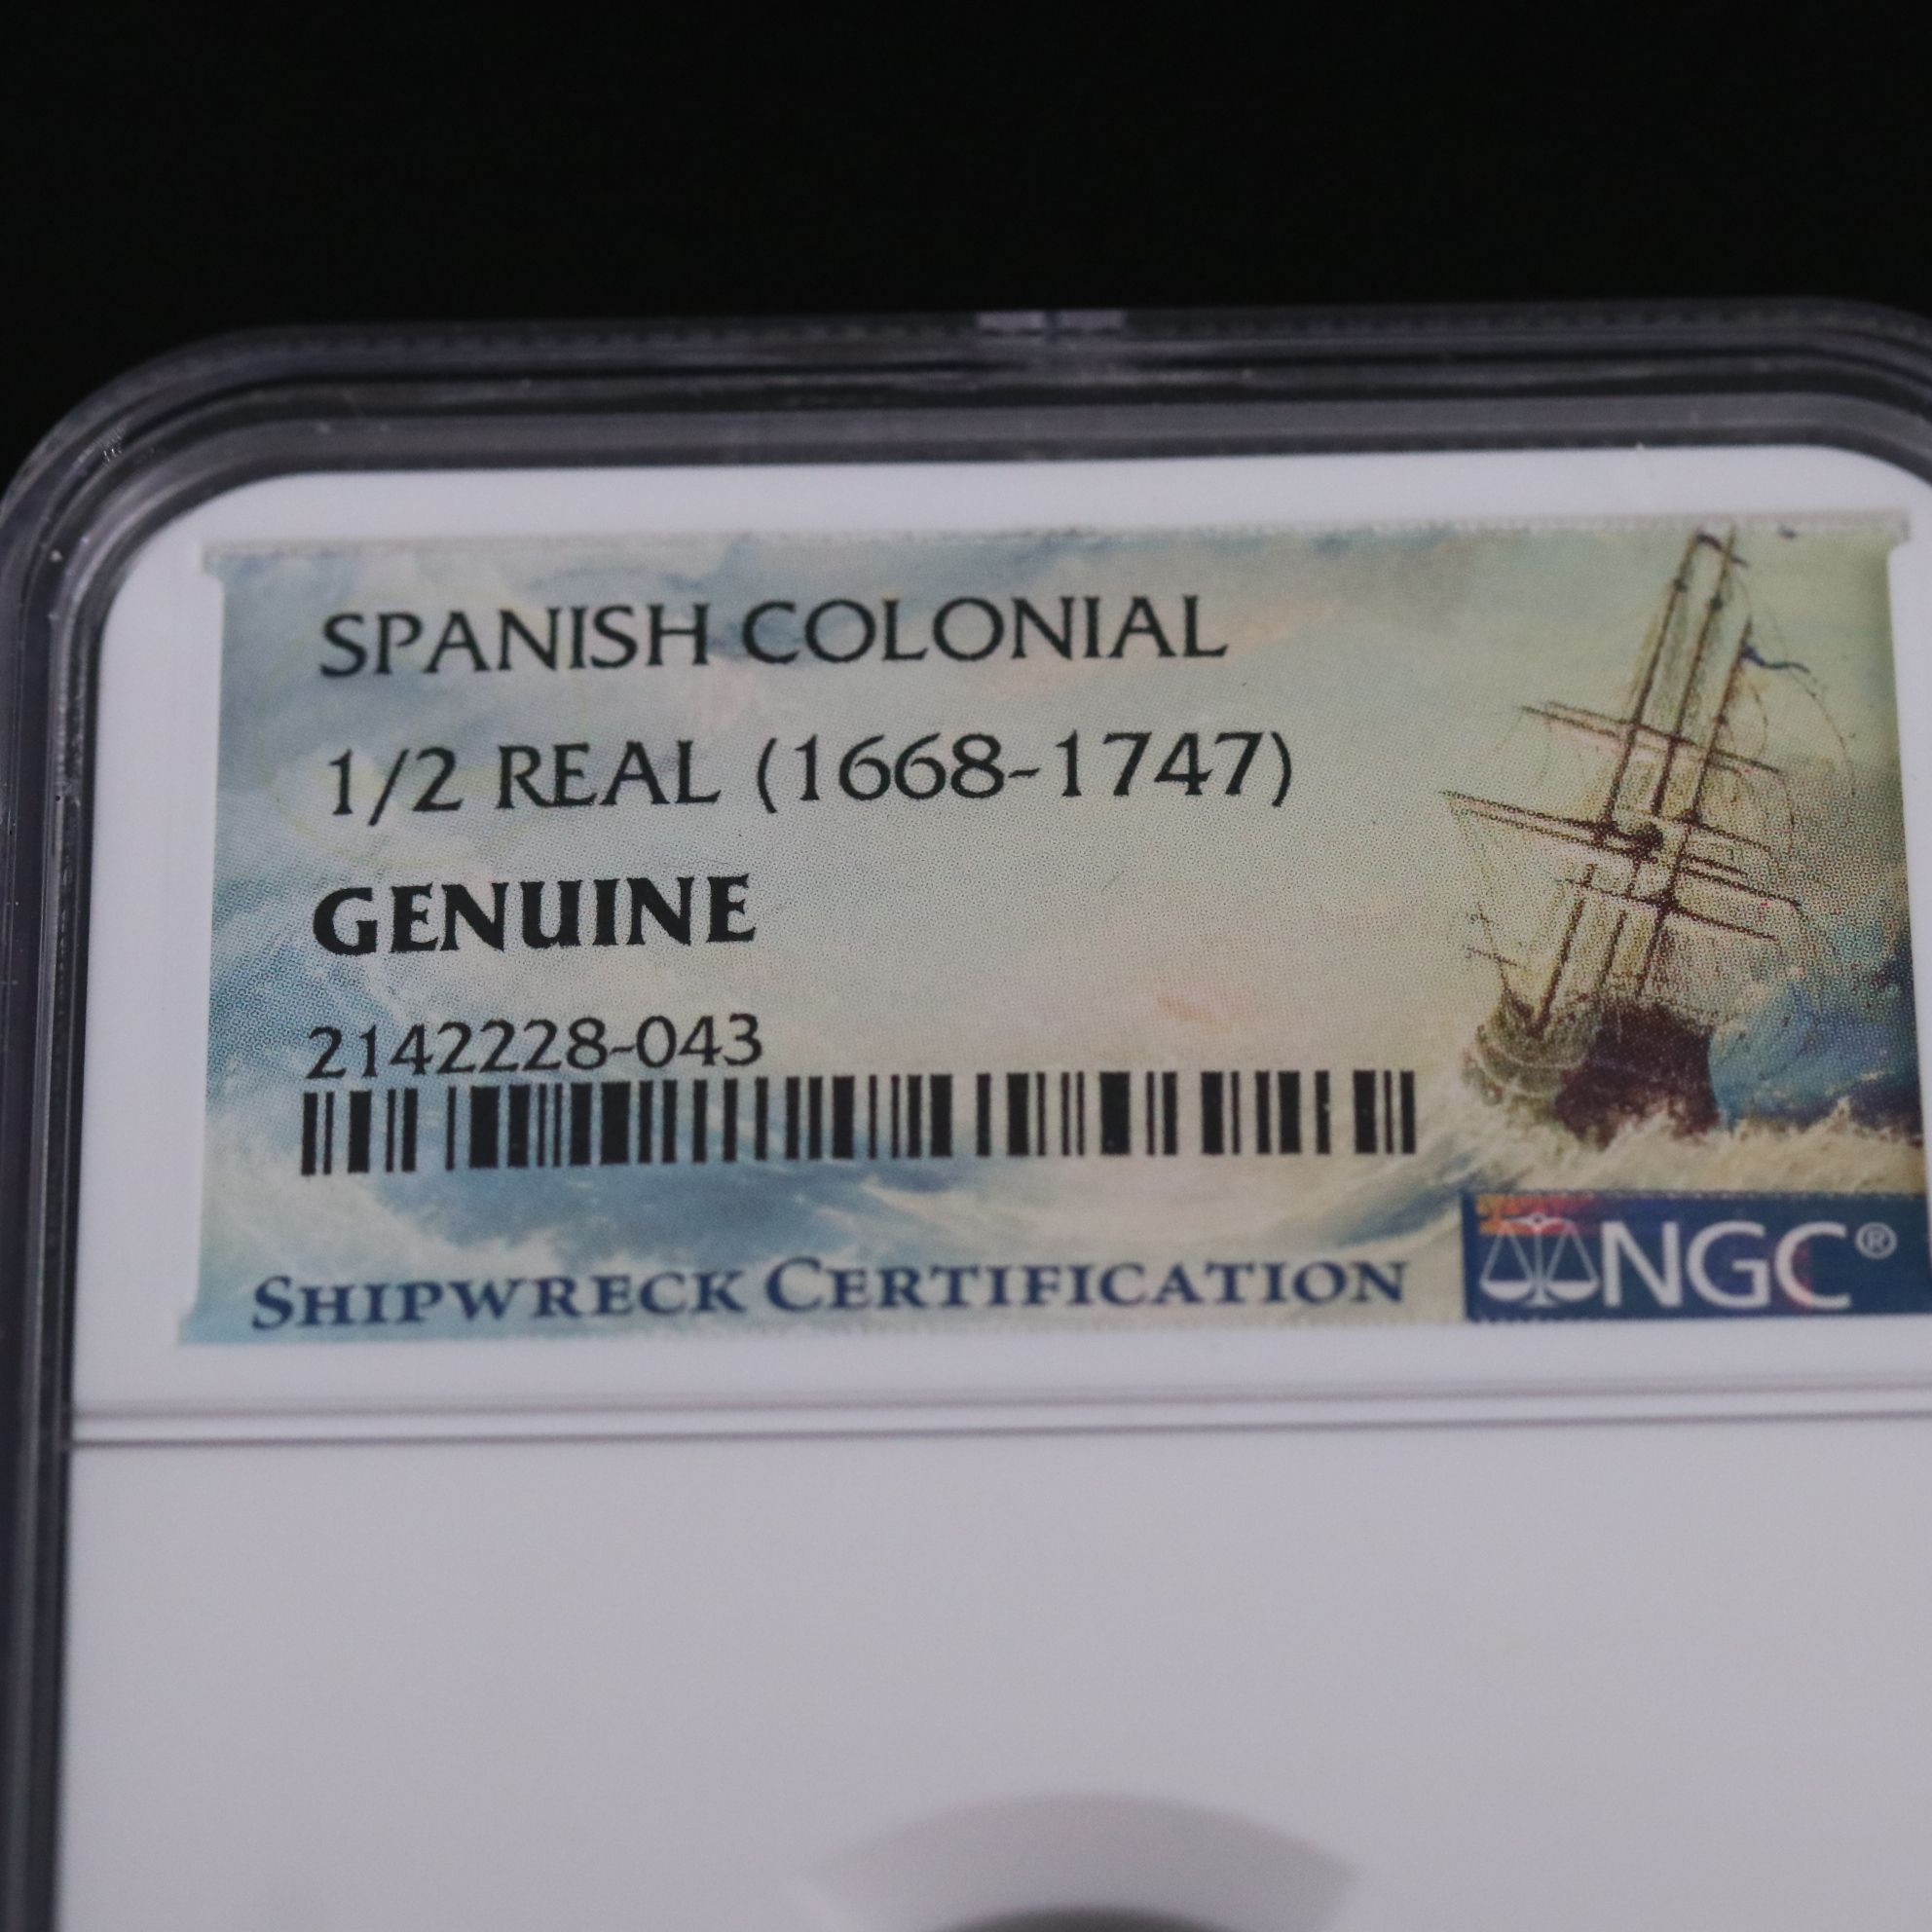 SPANISH COLONIAL
1/2 REAL (1668-1747)
GENUINE
2142228-043
SHIPWRECK CERTIFICATION
NGC®